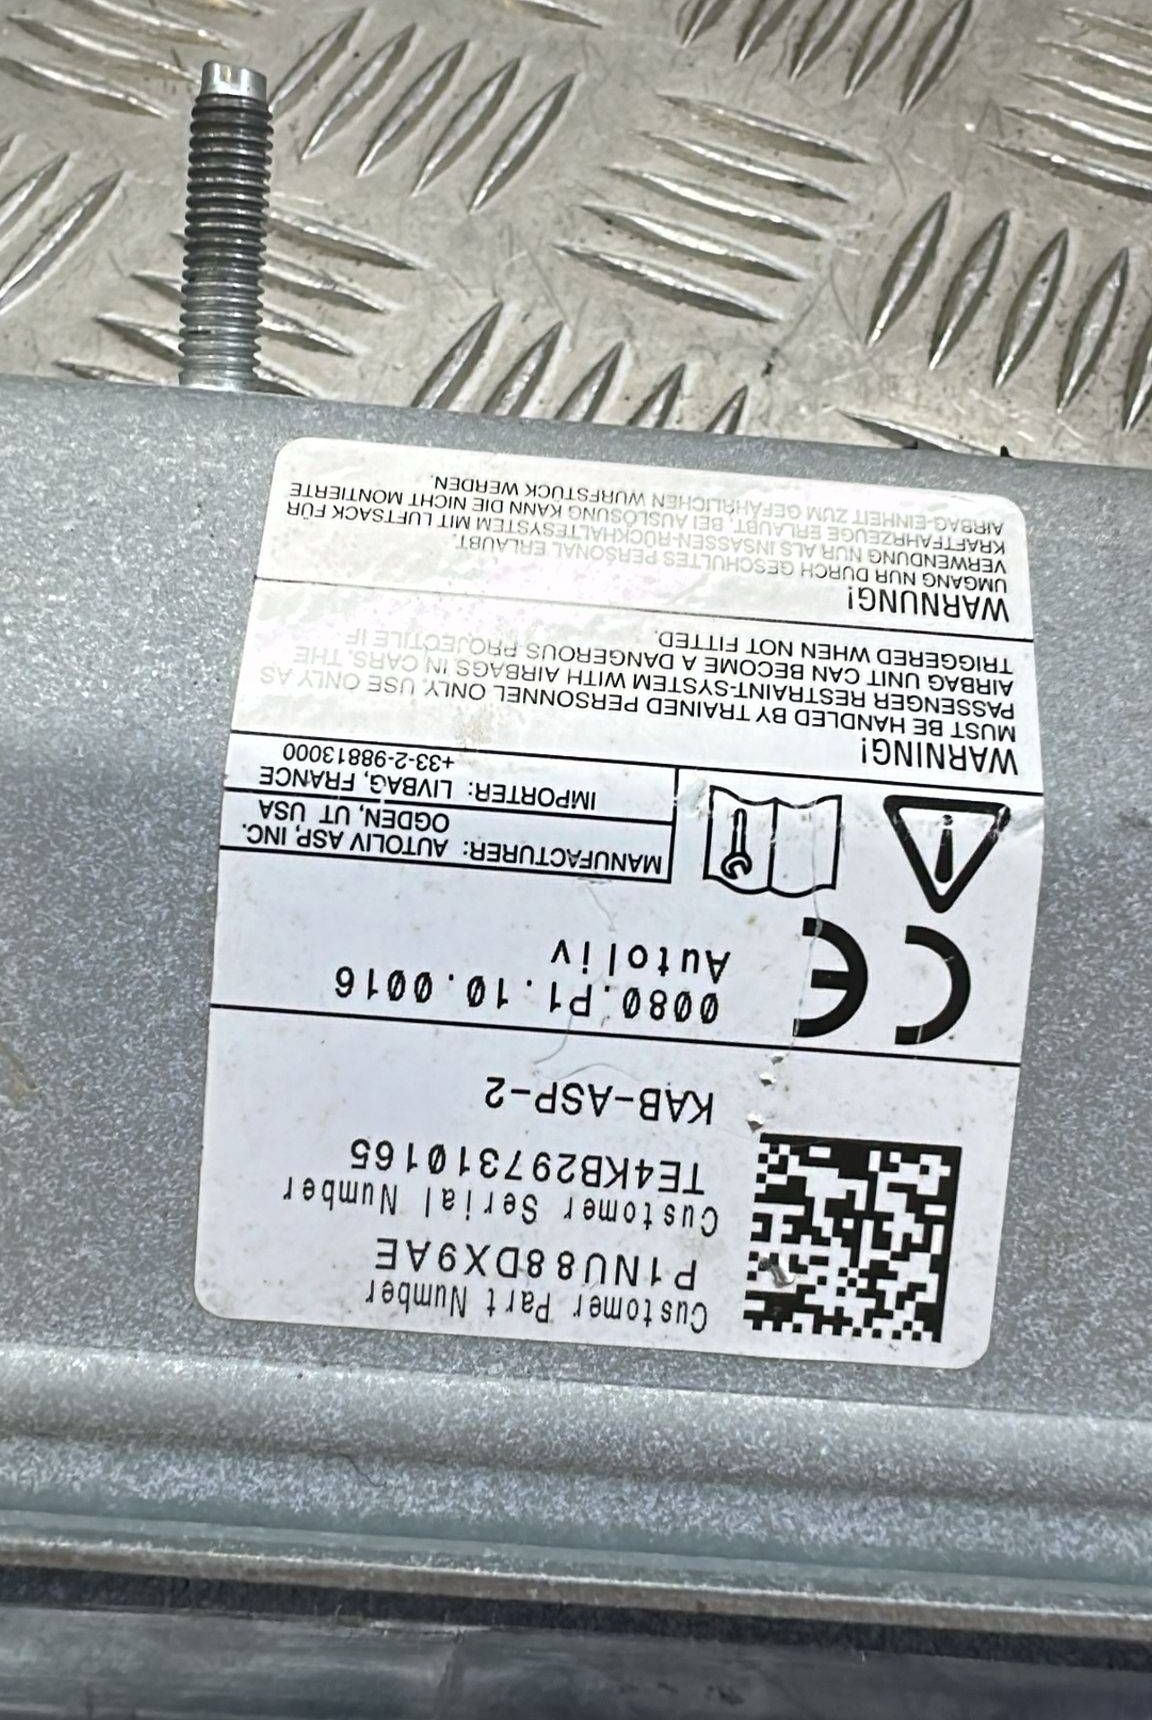 Customer Part Number
P1NU88DX9AE
Customer Serial Number
TE4KB297310165
KAB-ASP-2
CE
0080.P1.10.0016
Autoliv
MANUFACTURER: AUTOLIV ASP, INC.
OGDEN, UT USA
IMPORTER: LIVBAG, FRANCE
+33-2-98813000
WARNING!
MUST BE HANDLED BY TRAINED PERSONNEL ONLY. USE ONLY AS
PASSENGER RESTRAINT-SYSTEM WITH AIRBAGS IN CARS. THE
AIRBAG UNIT CAN BECOME A DANGEROUS PROJECTILE IF
TRIGGERED WHEN NOT FITTED.
WARNUNG!
UMGANG NUR DURCH GESCHULTES PERSONAL ERLAUBT.
VERWENDUNG NUR ALS INSASSEN-RÜCKHALTESYSTEM MIT LUFTSACK FÜR
KRAFTFAHRZEUGE ERLAUBT. BEI AUSLÖSUNG KANN DIE NICHT MONTIERTE
AIRBAG-EINHEIT ZUM GEFÄHRLICHEN WURFSTÜCK WERDEN.